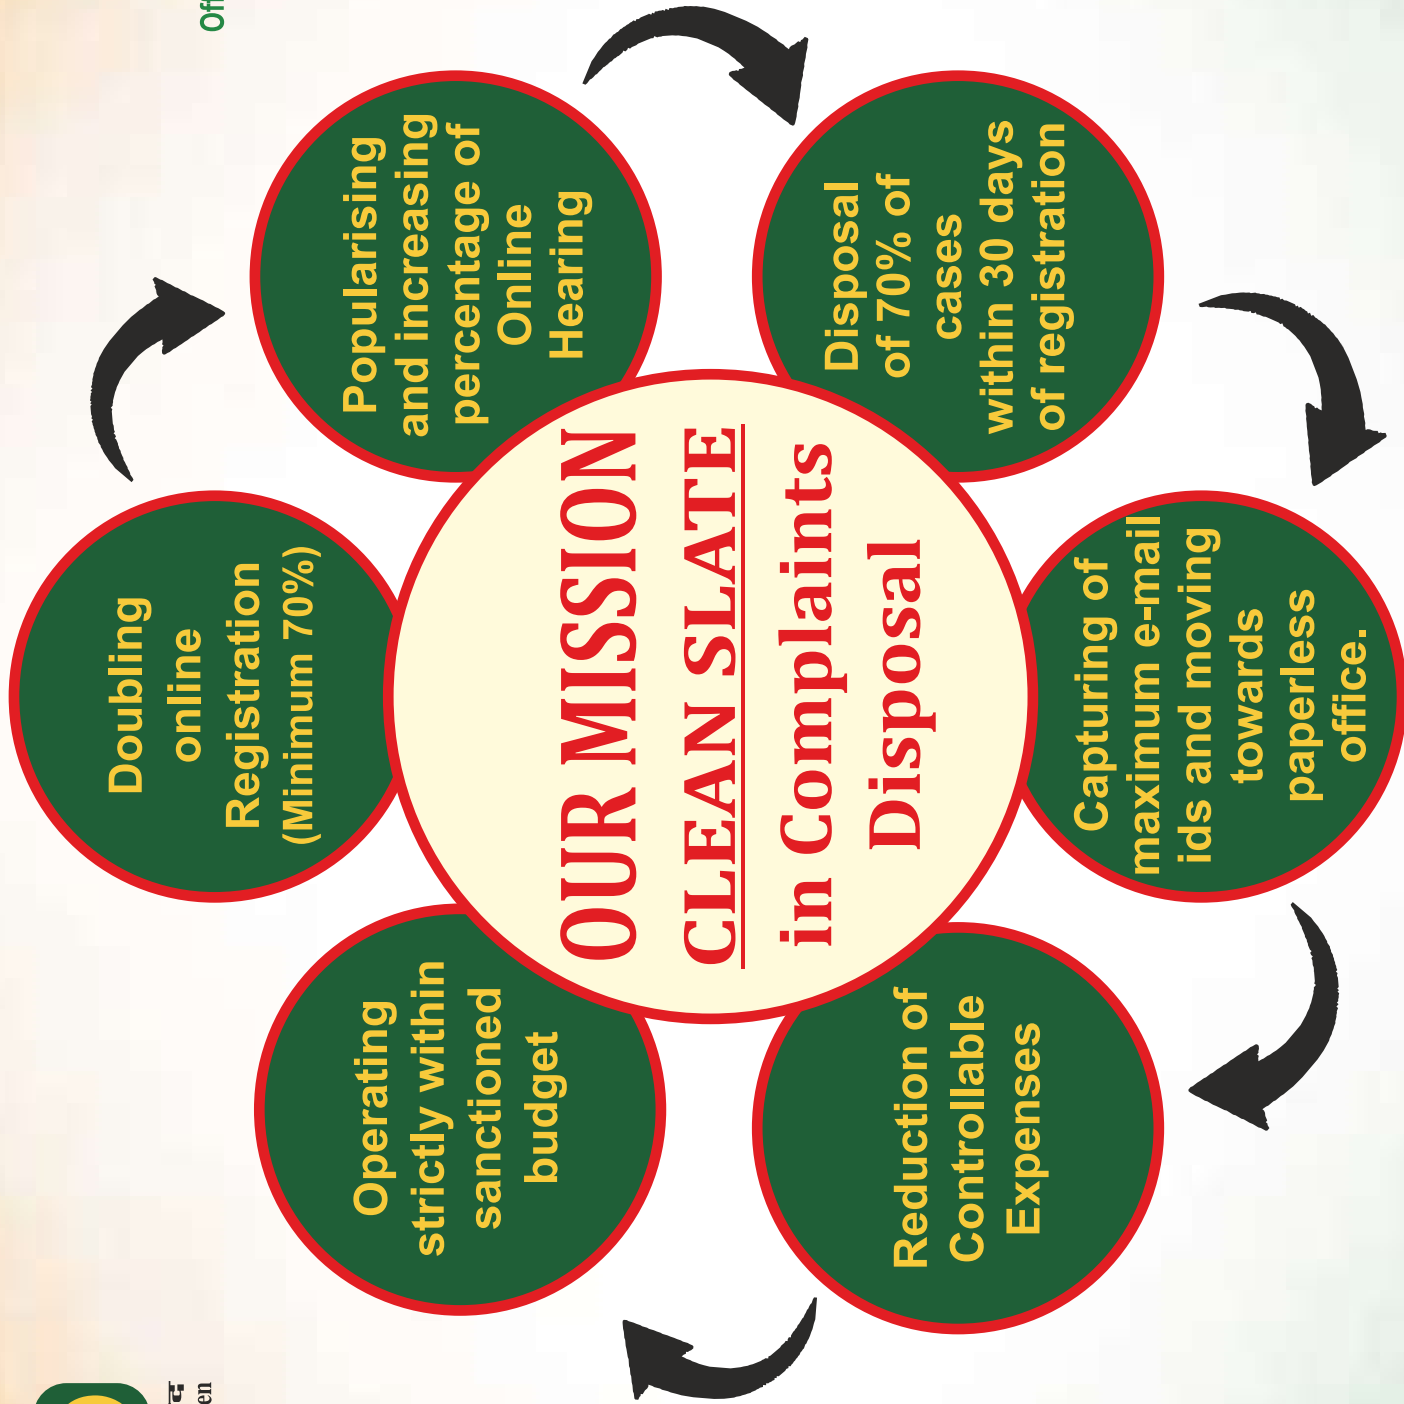 OUR MISSION
CLEAN SLATE
in Complaints
Disposal
Doubling
online
Registration
(Minimum 70%)
Popularising
and increasing
percentage of
Online
Hearing
Disposal
of 70% of
cases
within 30 days
of registration
Capturing of
maximum e-mail
ids and moving
towards
paperless
office.
Reduction of
Controllable
Expenses
Operating
strictly within
sanctioned
budget